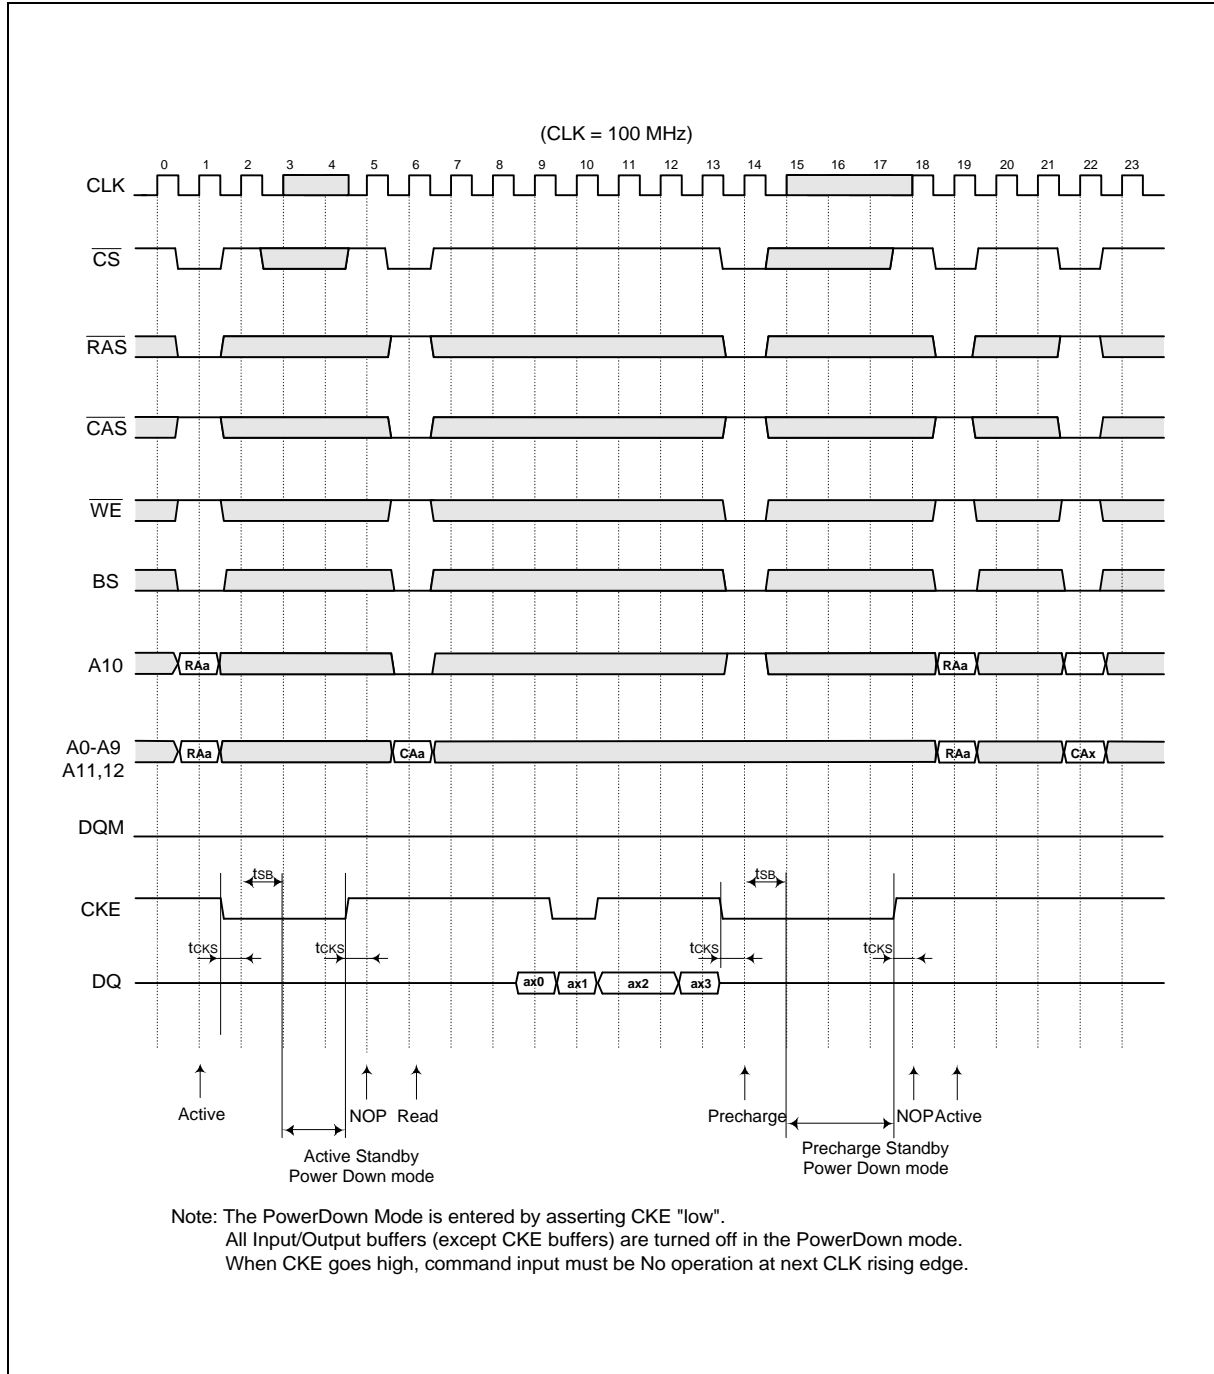 (CLK = 100 MHz)
0 1 2 3 4 5 6 7 8 9 10 11 12 13 14 15 16 17 18 19 20 21 22 23
CLK
CS
RAS
CAS
WE
BS
A10 RAa RAa
A0-A9
A11,12
RAa CAa RAa CAx
DQM
tSB tSB
CKE
tCKS tCKS tCKS tCKS
DQ ax0 ax1 ax2 ax3
Active NOP Read Precharge NOP Active
Active Standby
Power Down mode
Precharge Standby
Power Down mode
Note: The PowerDown Mode is entered by asserting CKE "low".
All Input/Output buffers (except CKE buffers) are turned off in the PowerDown mode.
When CKE goes high, command input must be No operation at next CLK rising edge.